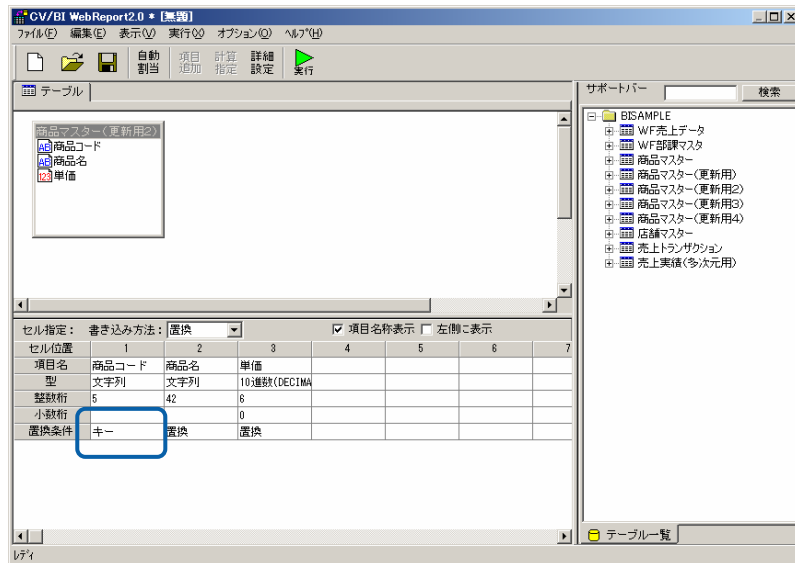 CV/BI WebReport2.0 * [無題]
ファイル(F) 編集(E) 表示(V) 実行(X) オプション(O) ヘルプ(H)
自動割当 項目追加 計算指定 詳細設定 実行
テーブル
サポートバー 検索
商品マスター(更新用2)
AB商品コード
AB商品名
123単価
BISAMPLE
WF売上データ
WF部課マスタ
商品マスター
商品マスター(更新用)
商品マスター(更新用2)
商品マスター(更新用3)
商品マスター(更新用4)
店舗マスター
売上トランザクション
売上実績(多次元用)
セル指定: 書き込み方法: 置換 項目名称表示 左側に表示
セル位置 1 2 3 4 5 6 7
項目名 商品コード 商品名 単価
型 文字列 文字列 10進数(DECIMA
整数桁 5 42 6
小数桁 0
置換条件 キー 置換 置換
テーブル一覧
レディ